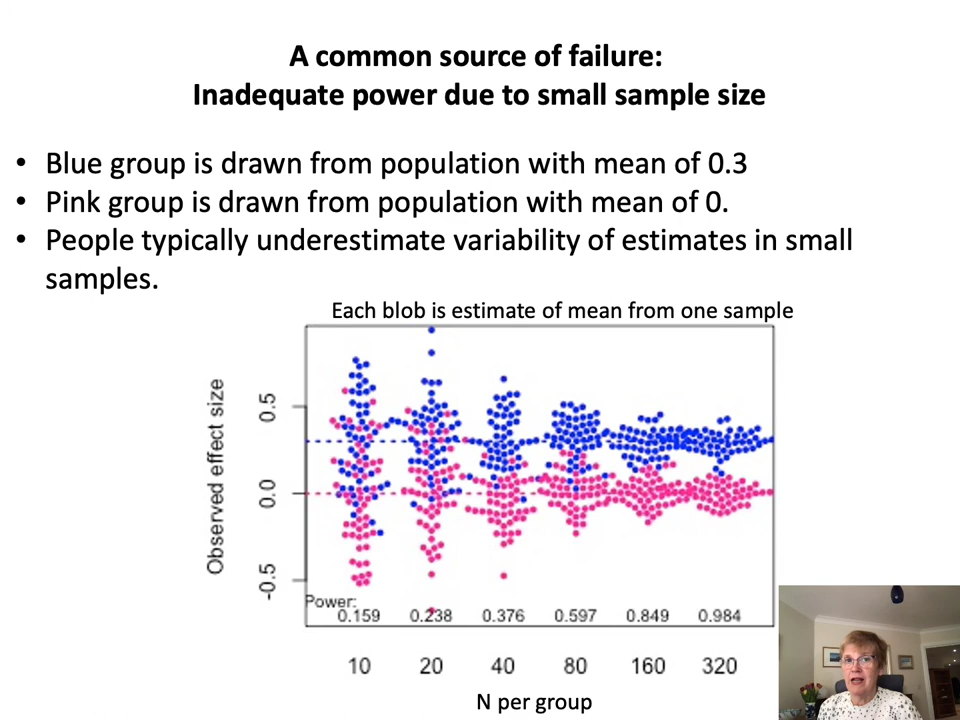 A common source of failure:
Inadequate power due to small sample size
• Blue group is drawn from population with mean of 0.3
• Pink group is drawn from population with mean of 0.
• People typically underestimate variability of estimates in small
samples.
Each blob is estimate of mean from one sample
Observed effect size
0.5
0.0
-0.5
Power:
0.159 0.238 0.376 0.597 0.849 0.984
10 20 40 80 160 320
N per group